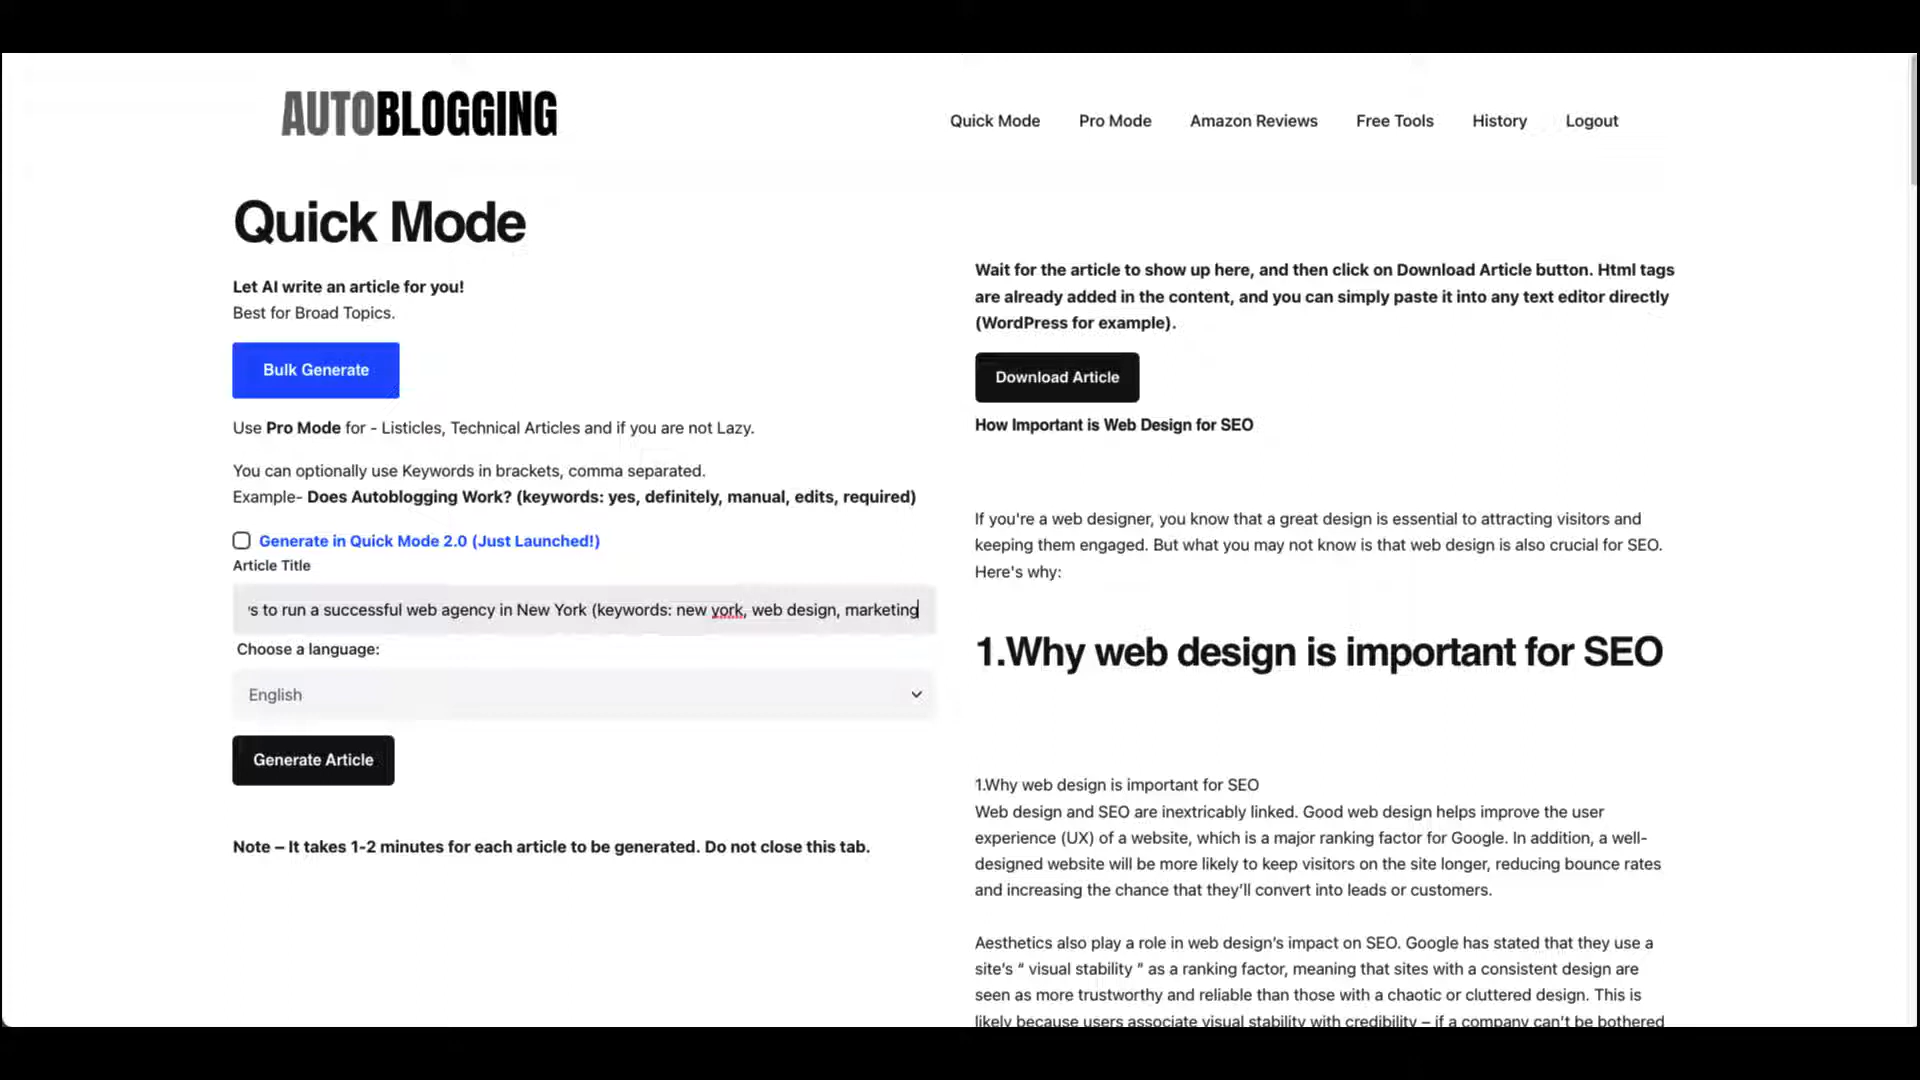 AUTOBLOGGING
Quick Mode
Pro Mode
Amazon Reviews
Free Tools
History
Logout
Quick Mode
Let AI write an article for you!
Best for Broad Topics.
Bulk Generate
Use Pro Mode for - Listicles, Technical Articles and if you are not Lazy.
You can optionally use Keywords in brackets, comma separated.
Example- Does Autoblogging Work? (keywords: yes, definitely, manual, edits, required)
Generate in Quick Mode 2.0 (Just Launched!)
Article Title
's to run a successful web agency in New York (keywords: new york, web design, marketing
Choose a language:
English
Generate Article
Note – It takes 1-2 minutes for each article to be generated. Do not close this tab.
Wait for the article to show up here, and then click on Download Article button. Html tags
are already added in the content, and you can simply paste it into any text editor directly
(WordPress for example).
Download Article
How Important is Web Design for SEO
If you're a web designer, you know that a great design is essential to attracting visitors and
keeping them engaged. But what you may not know is that web design is also crucial for SEO.
Here's why:
1.Why web design is important for SEO
1.Why web design is important for SEO
Web design and SEO are inextricably linked. Good web design helps improve the user
experience (UX) of a website, which is a major ranking factor for Google. In addition, a well-
designed website will be more likely to keep visitors on the site longer, reducing bounce rates
and increasing the chance that they’ll convert into leads or customers.
Aesthetics also play a role in web design’s impact on SEO. Google has stated that they use a
site’s “ visual stability ” as a ranking factor, meaning that sites with a consistent design are
seen as more trustworthy and reliable than those with a chaotic or cluttered design. This is
likely because users associate visual stability with credibility – if a company can’t be bothered